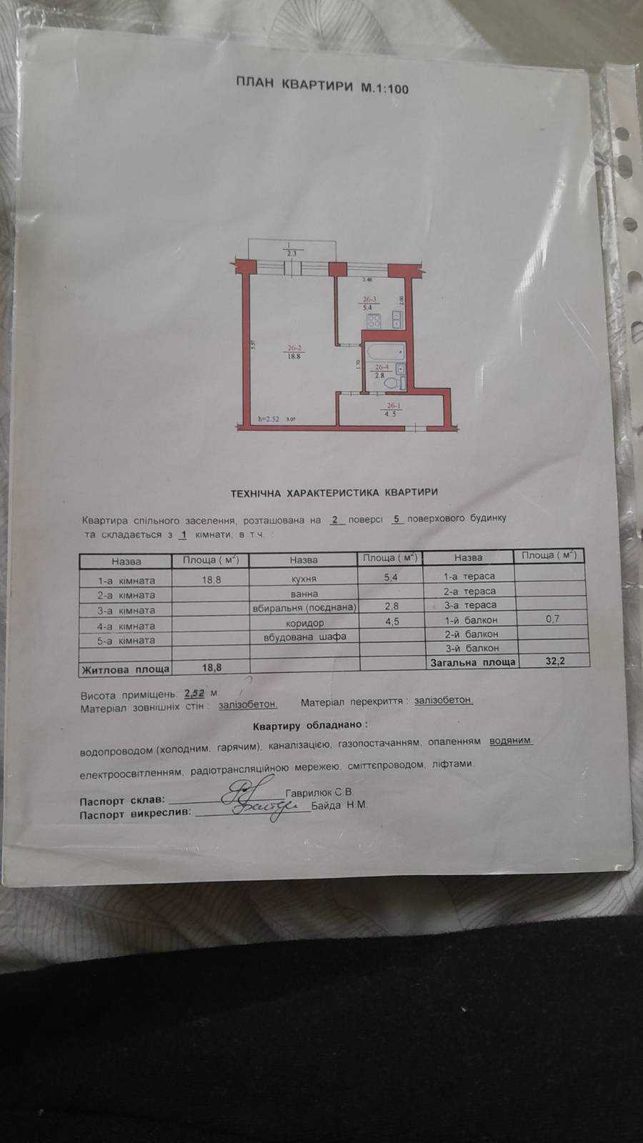 ПЛАН КВАРТИРИ М.1:100
1
2.3
2.48
26-3
5.4
26-2
18.8
1.70
26-4
2.8
26-1
4.5
h=2.52
ТЕХНІЧНА ХАРАКТЕРИСТИКА КВАРТИРИ
Квартира спільного заселення, розташована на 2 поверсі 5 поверхового будинку
та складається з 1 кімнати, в т.ч. :
Назва Площа ( м²) Назва Площа ( м²) Назва Площа ( м²)
1-а кімната 18,8 кухня 5,4 1-а тераса
2-а кімната ванна 2-а тераса
3-а кімната вбиральня (поєднана) 2,8 3-а тераса
4-а кімната коридор 4,5 1-й балкон 0,7
5-а кімната вбудована шафа 2-й балкон
3-й балкон
Житлова площа 18,8 Загальна площа 32,2
Висота приміщень: 2,52 м
Матеріал зовнішніх стін : залізобетон. Матеріал перекриття : залізобетон.
Квартиру обладнано :
водопроводом (холодним, гарячим), каналізацією, газопостачанням, опаленням водяним
електроосвітленням, радіотрансляційною мережею, сміттєпроводом, ліфтами.
Паспорт склав: Гаврилюк С.В.
Паспорт викреслив: Байда Н.М.